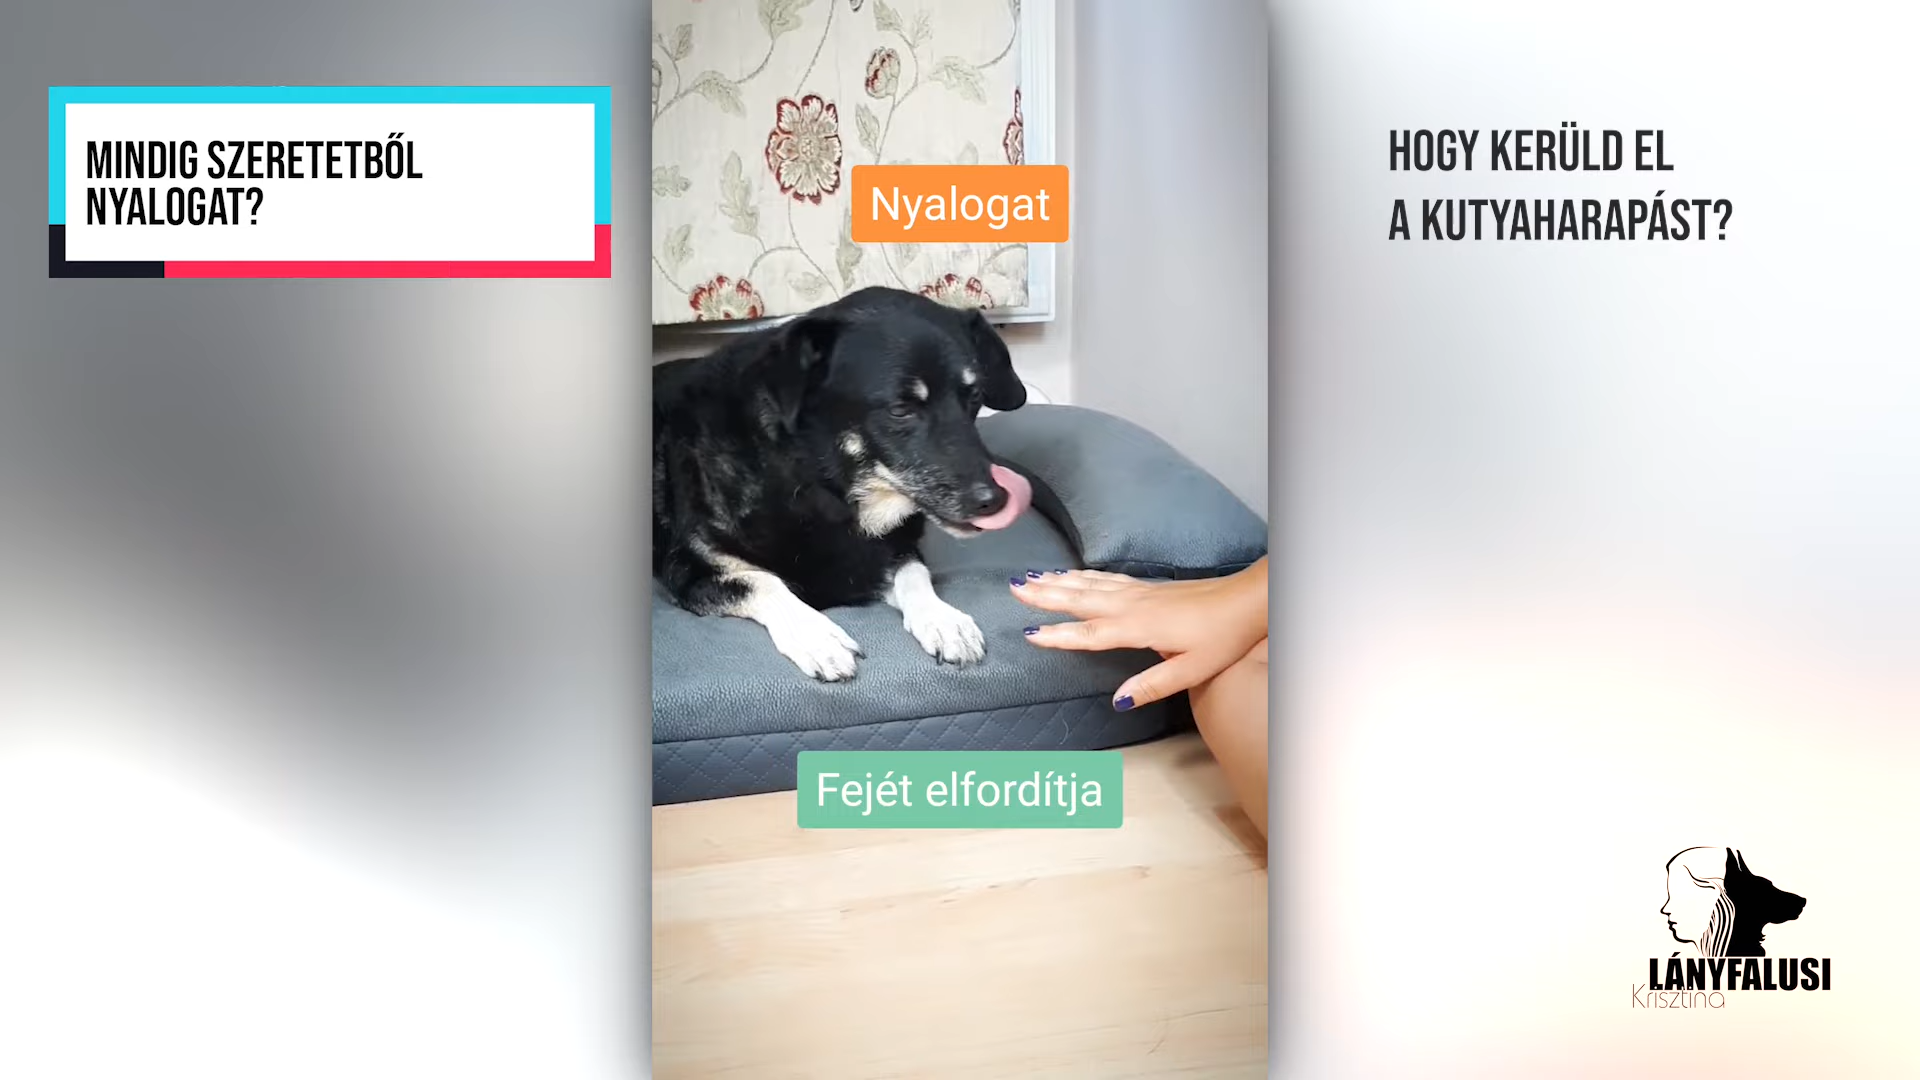 MINDIG SZERETETBŐL
NYALOGAT?
Nyalogat
HOGY KERÜLD EL
A KUTYAHARAPÁST?
Fejét elfordítja
LÁNYFALUSI
Krisztina